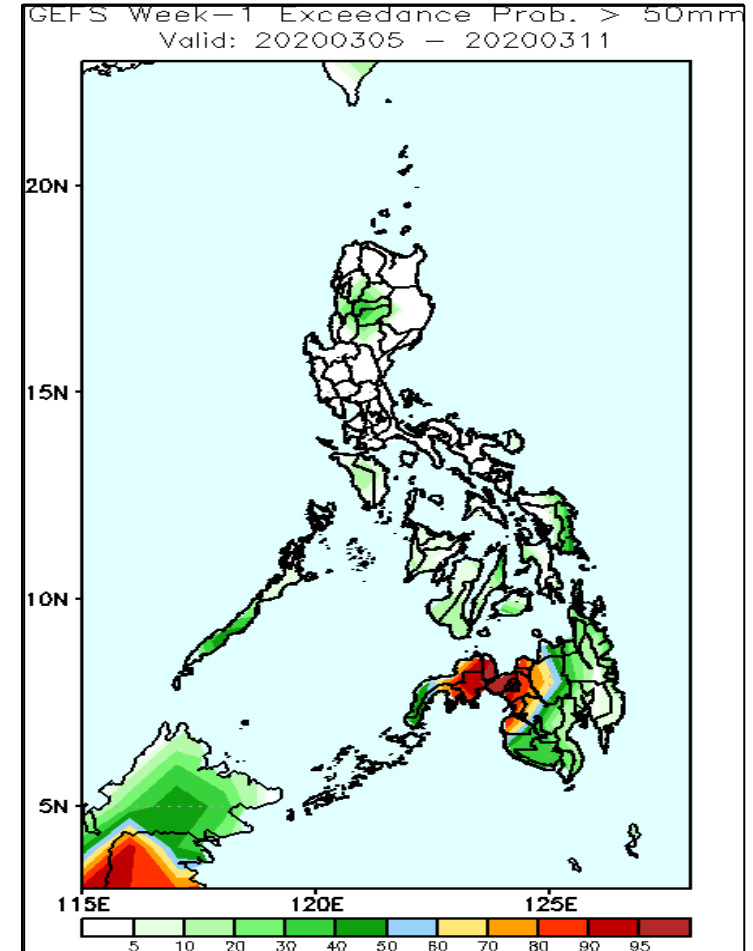 GEFS Week-1 Exceedance Prob. > 50mm
Valid: 20200305 - 20200311
20N
15N
10N
5N
115E 120E 125E
5 10 20 30 40 50 60 70 80 90 95